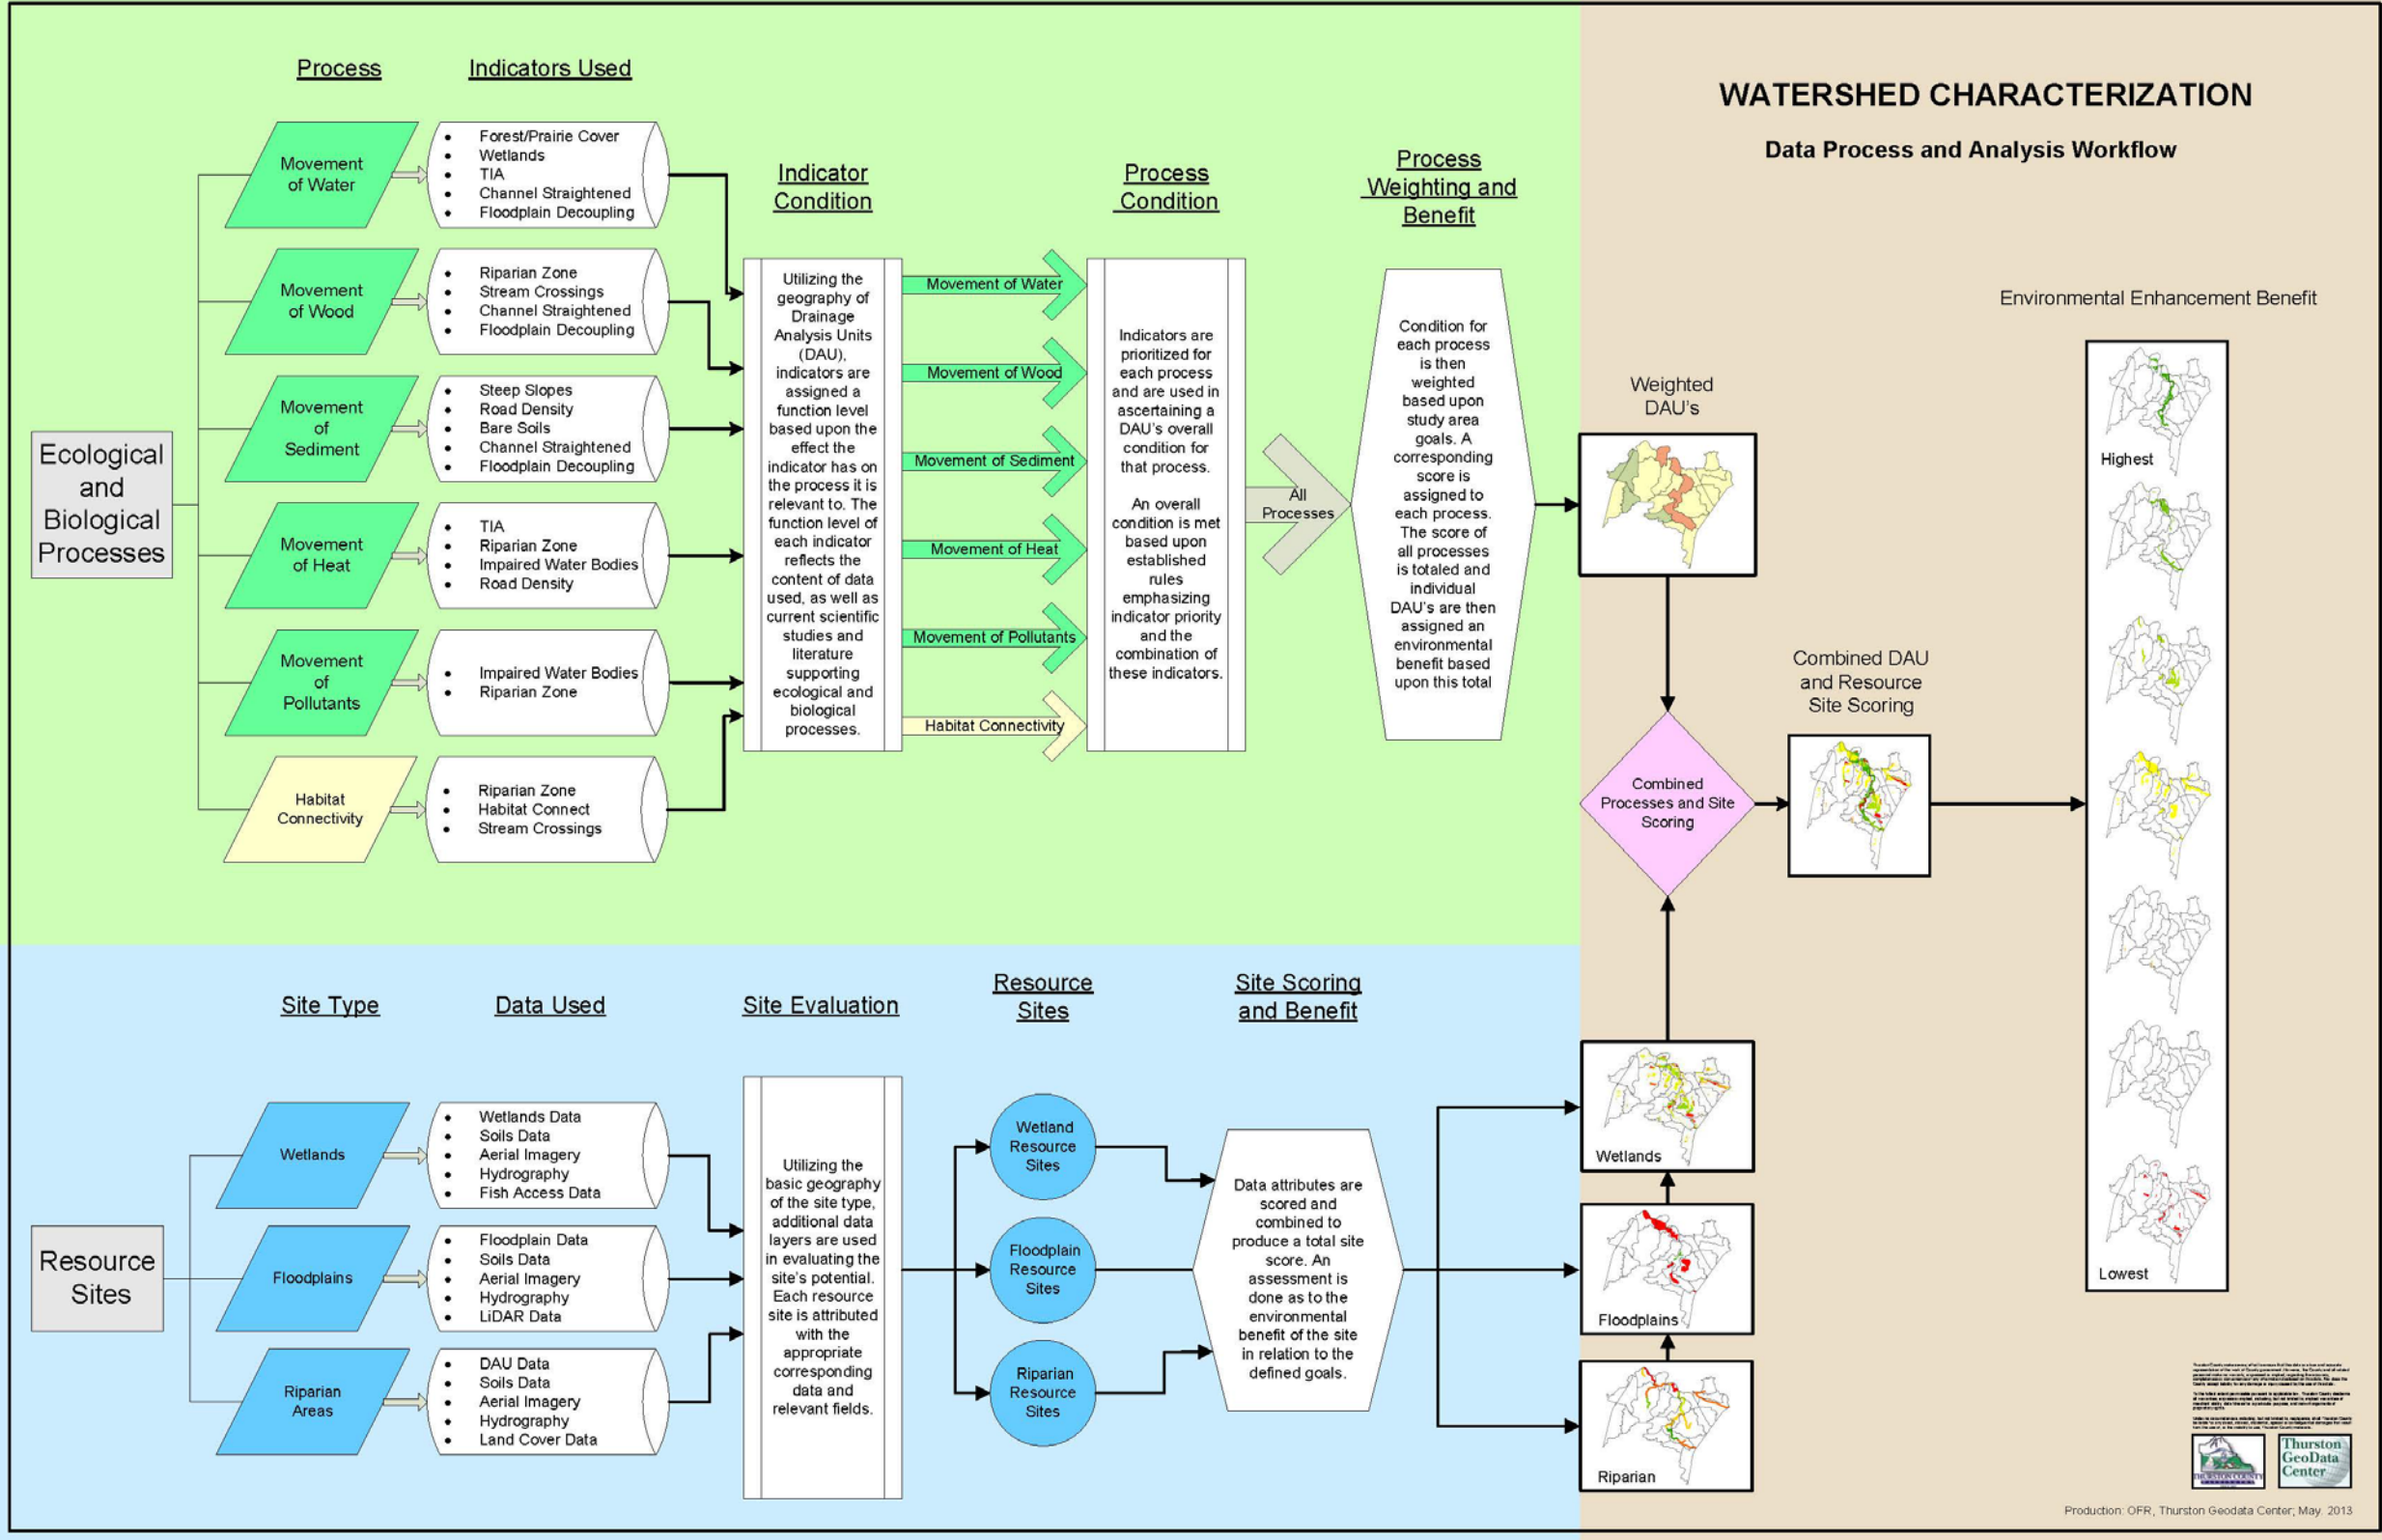 WATERSHED CHARACTERIZATION
Data Process and Analysis Workflow
Process
Indicators Used
Indicator
Condition
Process
Condition
Process
Weighting and
Benefit
Ecological
and
Biological
Processes
Movement
of Water
• Forest/Prairie Cover
• Wetlands
• TIA
• Channel Straightened
• Floodplain Decoupling
Movement
of Wood
• Riparian Zone
• Stream Crossings
• Channel Straightened
• Floodplain Decoupling
Movement
of
Sediment
• Steep Slopes
• Road Density
• Bare Soils
• Channel Straightened
• Floodplain Decoupling
Movement
of Heat
• TIA
• Riparian Zone
• Impaired Water Bodies
• Road Density
Movement
of
Pollutants
• Impaired Water Bodies
• Riparian Zone
Habitat
Connectivity
• Riparian Zone
• Habitat Connect
• Stream Crossings
Utilizing the
geography of
Drainage
Analysis Units
(DAU),
indicators are
assigned a
function level
based upon the
effect the
indicator has on
the process it is
relevant to. The
function level of
each indicator
reflects the
content of data
used, as well as
current scientific
studies and
literature
supporting
ecological and
biological
processes.
Movement of Water
Movement of Wood
Movement of Sediment
Movement of Heat
Movement of Pollutants
Habitat Connectivity
Indicators are
prioritized for
each process
and are used in
ascertaining a
DAU's overall
condition for
that process.
An overall
condition is met
based upon
established
rules
emphasizing
indicator priority
and the
combination of
these indicators.
All
Processes
Condition for
each process
is then
weighted
based upon
study area
goals. A
corresponding
score is
assigned to
each process.
The score of
all processes
is totaled and
individual
DAU's are then
assigned an
environmental
benefit based
upon this total
Weighted
DAU's
Combined
Processes and Site
Scoring
Combined DAU
and Resource
Site Scoring
Environmental Enhancement Benefit
Highest
Lowest
Site Type
Data Used
Site Evaluation
Resource
Sites
Site Scoring
and Benefit
Resource
Sites
Wetlands
• Wetlands Data
• Soils Data
• Aerial Imagery
• Hydrography
• Fish Access Data
Floodplains
• Floodplain Data
• Soils Data
• Aerial Imagery
• Hydrography
• LiDAR Data
Riparian
Areas
• DAU Data
• Soils Data
• Aerial Imagery
• Hydrography
• Land Cover Data
Utilizing the
basic geography
of the site type,
additional data
layers are used
in evaluating the
site's potential.
Each resource
site is attributed
with the
appropriate
corresponding
data and
relevant fields.
Wetland
Resource
Sites
Floodplain
Resource
Sites
Riparian
Resource
Sites
Data attributes are
scored and
combined to
produce a total site
score. An
assessment is
done as to the
environmental
benefit of the site
in relation to the
defined goals.
Wetlands
Floodplains
Riparian
THURSTON COUNTY
Thurston
GeoData
Center
Production: OFR, Thurston Geodata Center; May. 2013